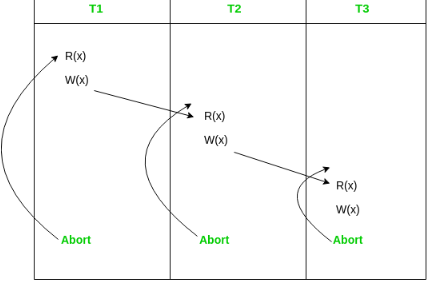 T1 T2 T3
R(x)
W(x)
R(x)
W(x)
R(x)
W(x)
Abort Abort Abort